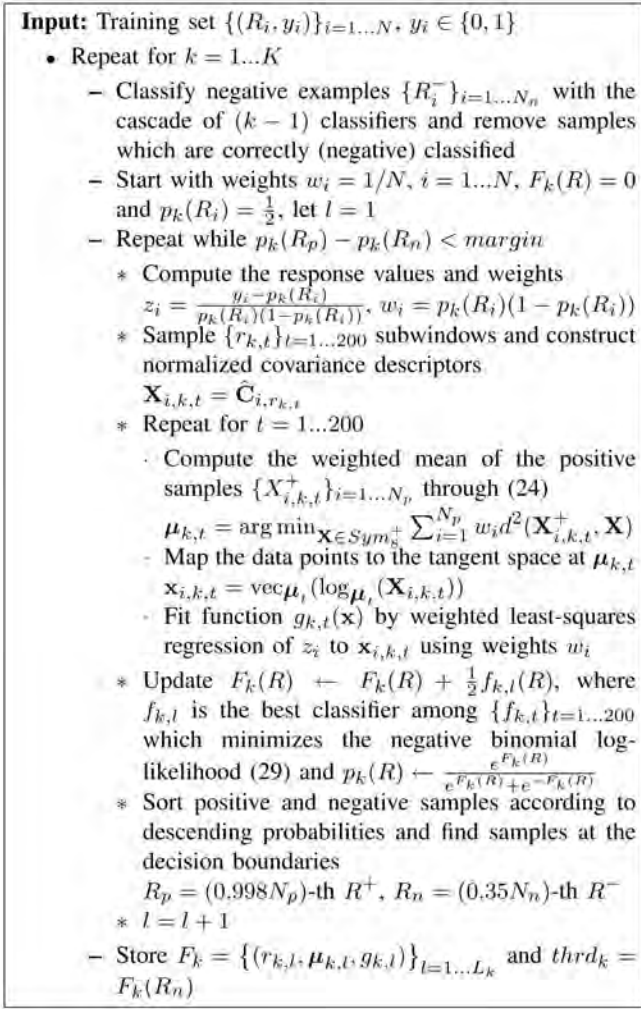 Input: Training set {(R_i, y_i)}_{i=1...N}, y_i ∈ {0, 1}
• Repeat for k = 1...K
– Classify negative examples {R_i^-}_{i=1...N_n} with the
cascade of (k − 1) classifiers and remove samples
which are correctly (negative) classified
– Start with weights w_i = 1/N, i = 1...N, F_k(R) = 0
and p_k(R_i) = 1/2, let l = 1
– Repeat while p_k(R_p) − p_k(R_n) < margin
* Compute the response values and weights
z_i = \frac{y_i − p_k(R_i)}{p_k(R_i)(1−p_k(R_i))}, w_i = p_k(R_i)(1 − p_k(R_i))
* Sample {r_{k,t}}_{t=1...200} subwindows and construct
normalized covariance descriptors
X_{i,k,t} = Ĉ_{i,r_{k,t}}
* Repeat for t = 1...200
· Compute the weighted mean of the positive
samples {X_{i,k,t}^+}_{i=1...N_p} through (24)
μ_{k,t} = arg min_{X∈Sym_8^+} \sum_{i=1}^{N_p} w_i d^2(X_{i,k,t}^+, X)
· Map the data points to the tangent space at μ_{k,t}
x_{i,k,t} = vec_{μ_t}(log_{μ_t}(X_{i,k,t}))
· Fit function g_{k,t}(x) by weighted least-squares
regression of z_i to x_{i,k,t} using weights w_i
* Update F_k(R) ← F_k(R) + \frac{1}{2} f_{k,l}(R), where
f_{k,l} is the best classifier among {f_{k,t}}_{t=1...200}
which minimizes the negative binomial log-
likelihood (29) and p_k(R) ← \frac{e^{F_k(R)}}{e^{F_k(R)}+e^{−F_k(R)}}
* Sort positive and negative samples according to
descending probabilities and find samples at the
decision boundaries
R_p = (0.998N_p)-th R^+, R_n = (0.35N_n)-th R^-
* l = l + 1
– Store F_k = {(r_{k,l}, μ_{k,l}, g_{k,l})}_{l=1...L_k} and thrd_k =
F_k(R_n)